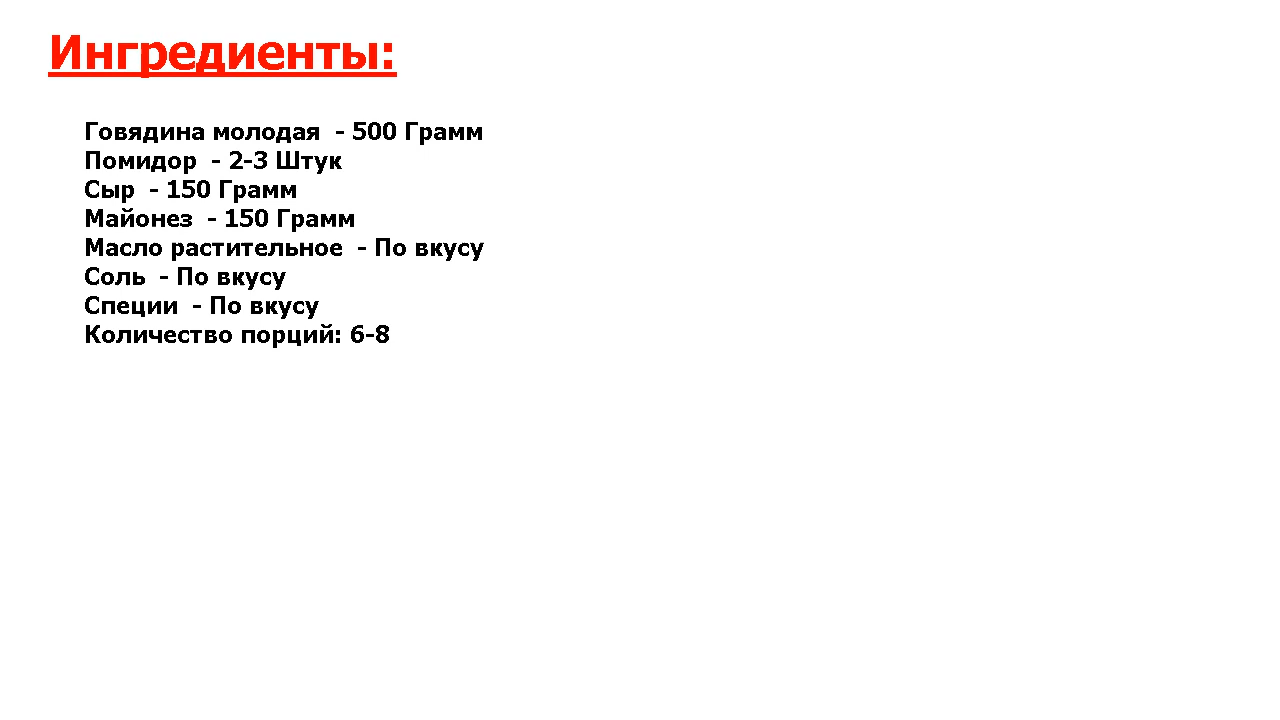 Ингредиенты:
Говядина молодая  - 500 Грамм
Помидор  - 2-3 Штук
Сыр  - 150 Грамм
Майонез  - 150 Грамм
Масло растительное  - По вкусу
Соль  - По вкусу
Специи  - По вкусу
Количество порций: 6-8